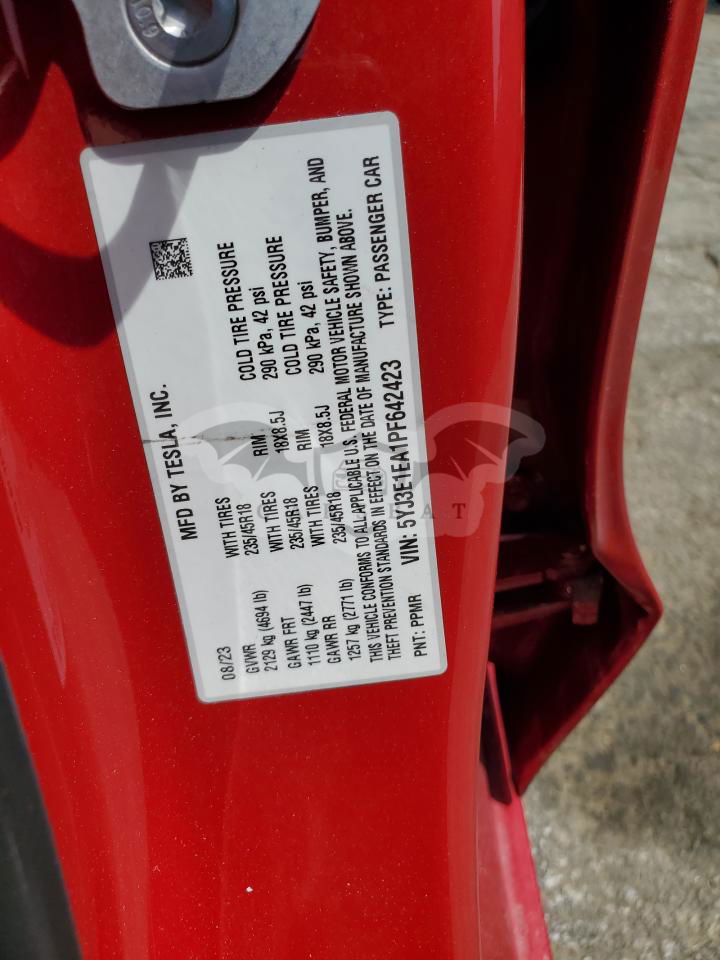 MFD BY TESLA, INC.
08/23
GVWR WITH TIRES RIM COLD TIRE PRESSURE
2129 kg (4694 lb) 235/45R18 18X8.5J 290 kPa, 42 psi
GAWR FRT WITH TIRES RIM COLD TIRE PRESSURE
1110 kg (2447 lb) 235/45R18 18X8.5J 290 kPa, 42 psi
GAWR RR WITH TIRES
1257 kg (2771 lb) 235/45R18
THIS VEHICLE CONFORMS TO ALL APPLICABLE U.S. FEDERAL MOTOR VEHICLE SAFETY, BUMPER, AND
THEFT PREVENTION STANDARDS IN EFFECT ON THE DATE OF MANUFACTURE SHOWN ABOVE.
PNT: PPMR VIN: 5YJ3E1EA1PF642423 TYPE: PASSENGER CAR